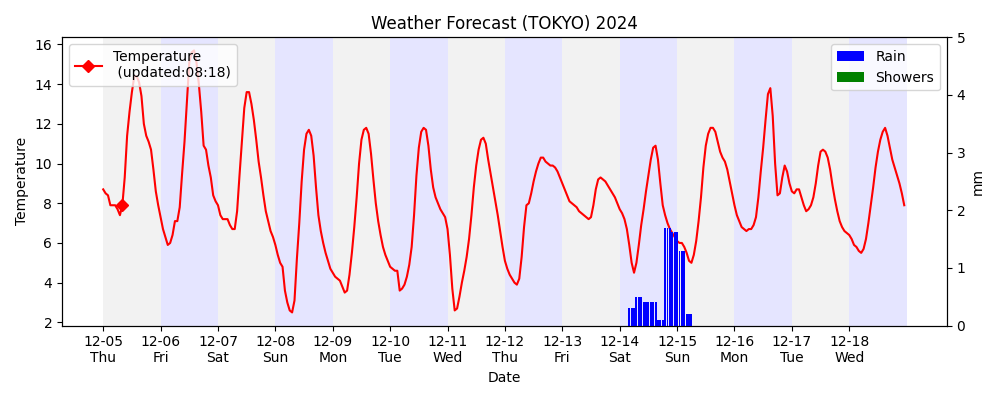 Weather Forecast (TOKYO) 2024
Temperature
(updated:08:18)
Rain
Showers
16
14
12
10
8
6
4
2
Temperature
5
4
3
2
1
0
mm
12-05 12-06 12-07 12-08 12-09 12-10 12-11 12-12 12-13 12-14 12-15 12-16 12-17 12-18
Thu Fri Sat Sun Mon Tue Wed Thu Fri Sat Sun Mon Tue Wed
Date